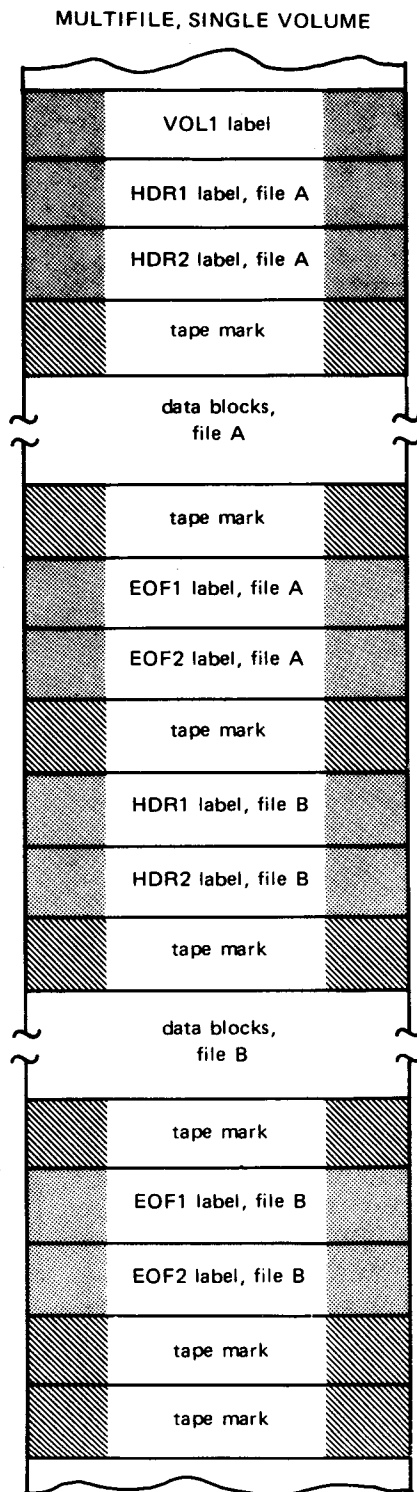 MULTIFILE, SINGLE VOLUME
VOL1 label
HDR1 label, file A
HDR2 label, file A
tape mark
data blocks,
file A
tape mark
EOF1 label, file A
EOF2 label, file A
tape mark
HDR1 label, file B
HDR2 label, file B
tape mark
data blocks,
file B
tape mark
EOF1 label, file B
EOF2 label, file B
tape mark
tape mark